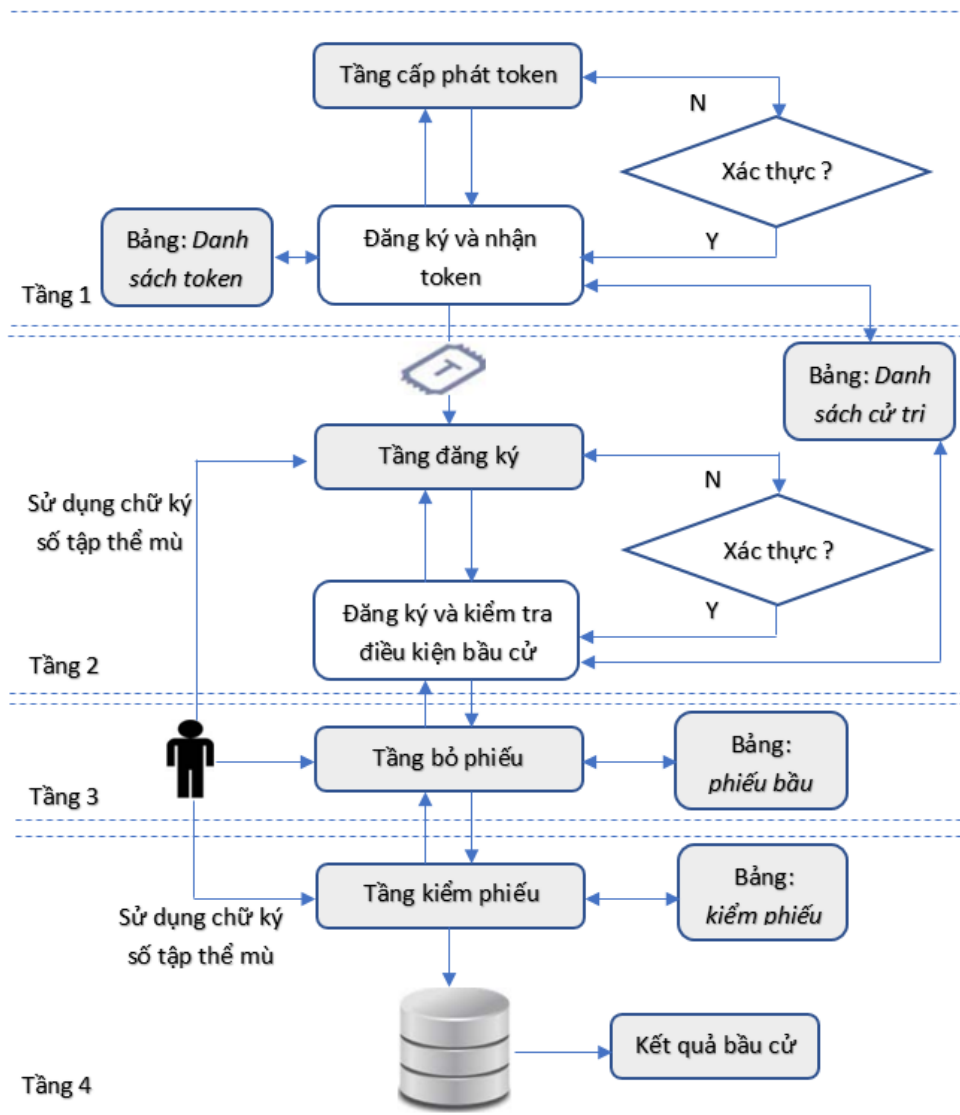 Tầng cấp phát token
N
Xác thực ?
Bảng: Danh
sách token
Đăng ký và nhận
token
Y
Tầng 1
T
Bảng: Danh
sách cử tri
Tầng đăng ký
N
Sử dụng chữ ký
số tập thể mù
Xác thực ?
Đăng ký và kiểm tra
điều kiện bầu cử
Y
Tầng 2
Tầng bỏ phiếu
Bảng:
phiếu bầu
Tầng 3
Tầng kiểm phiếu
Bảng:
kiểm phiếu
Sử dụng chữ ký
số tập thể mù
Kết quả bầu cử
Tầng 4